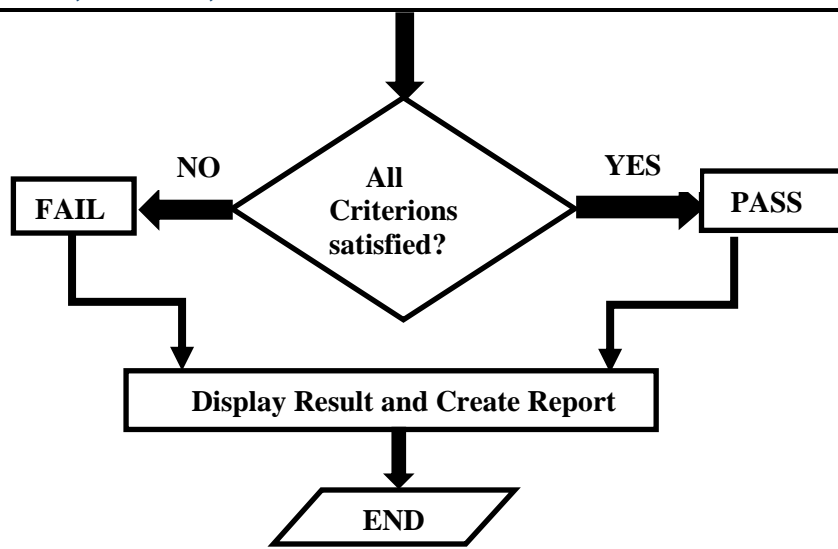 NO
YES
All
Criterions
satisfied?
FAIL
PASS
Display Result and Create Report
END